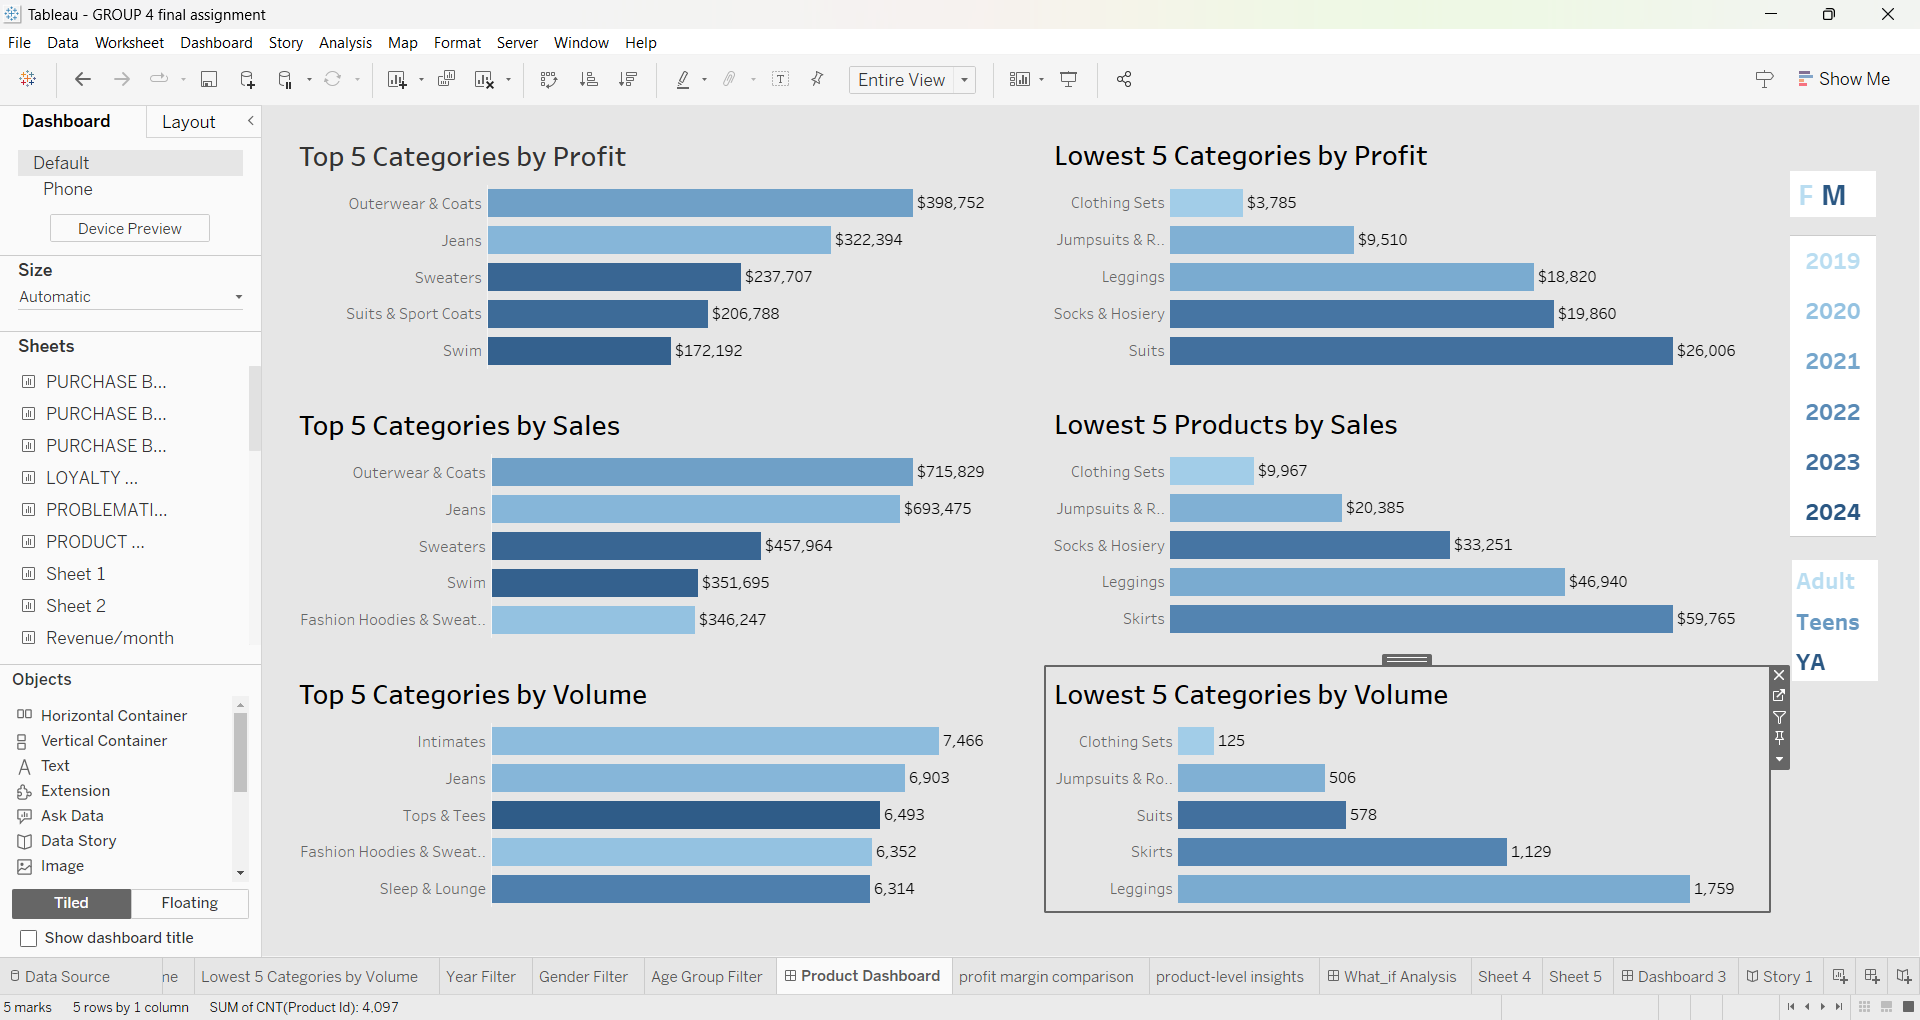 Tableau - GROUP 4 final assignment
File Data Worksheet Dashboard Story Analysis Map Format Server Window Help
Entire View
Show Me
Dashboard
Layout
Default
Phone
Device Preview
Size
Automatic
Sheets
PURCHASE B...
PURCHASE B...
PURCHASE B...
LOYALTY ...
PROBLEMATI...
PRODUCT ...
Sheet 1
Sheet 2
Revenue/month
Objects
Horizontal Container
Vertical Container
Text
Extension
Ask Data
Data Story
Image
Tiled
Floating
Show dashboard title
Top 5 Categories by Profit
Outerwear & Coats $398,752
Jeans $322,394
Sweaters $237,707
Suits & Sport Coats $206,788
Swim $172,192
Lowest 5 Categories by Profit
Clothing Sets $3,785
Jumpsuits & R.. $9,510
Leggings $18,820
Socks & Hosiery $19,860
Suits $26,006
Top 5 Categories by Sales
Outerwear & Coats $715,829
Jeans $693,475
Sweaters $457,964
Swim $351,695
Fashion Hoodies & Sweat.. $346,247
Lowest 5 Products by Sales
Clothing Sets $9,967
Jumpsuits & R.. $20,385
Socks & Hosiery $33,251
Leggings $46,940
Skirts $59,765
Top 5 Categories by Volume
Intimates 7,466
Jeans 6,903
Tops & Tees 6,493
Fashion Hoodies & Sweat.. 6,352
Sleep & Lounge 6,314
Lowest 5 Categories by Volume
Clothing Sets 125
Jumpsuits & Ro.. 506
Suits 578
Skirts 1,129
Leggings 1,759
F M
2019
2020
2021
2022
2023
2024
Adult
Teens
YA
Data Source ne Lowest 5 Categories by Volume Year Filter Gender Filter Age Group Filter Product Dashboard profit margin comparison product-level insights What_if Analysis Sheet 4 Sheet 5 Dashboard 3 Story 1
5 marks 5 rows by 1 column SUM of CNT(Product Id): 4,097